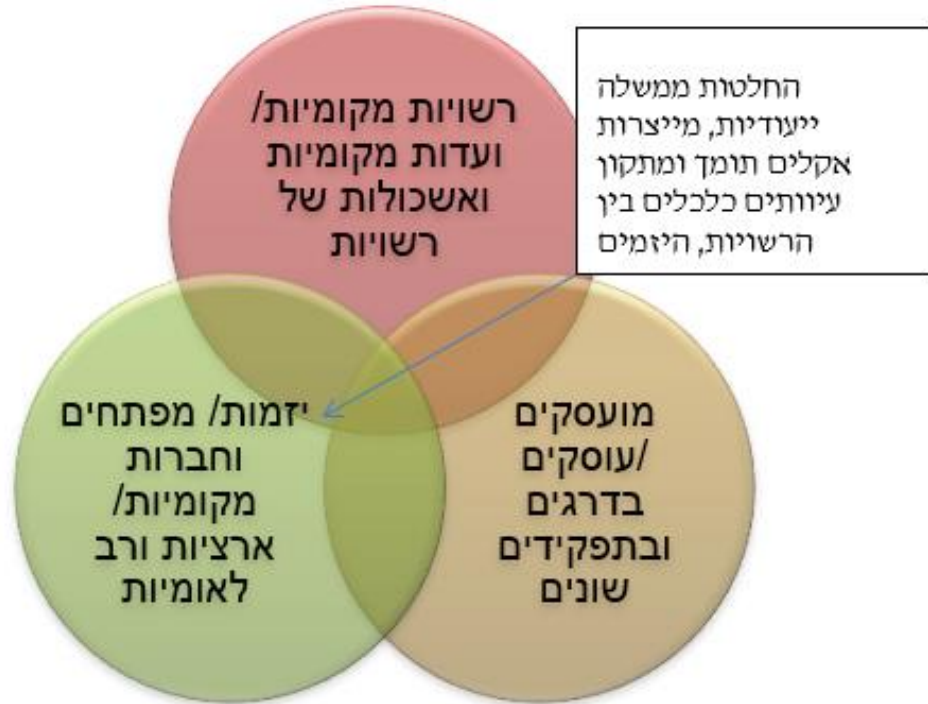 רשויות מקומיות/
ועדות מקומיות
ואשכולות של
רשויות
החלטות ממשלה
ייעודיות, מייצרות
אקלים תומך ומתקון
עיוותים כלכלים בין
הרשויות, היזמים
מועסקים
/עוסקים
בדרגים
ובתפקידים
שונים
יזמות/ מפתחים
וחברות
מקומיות/
ארציות ורב
לאומיות